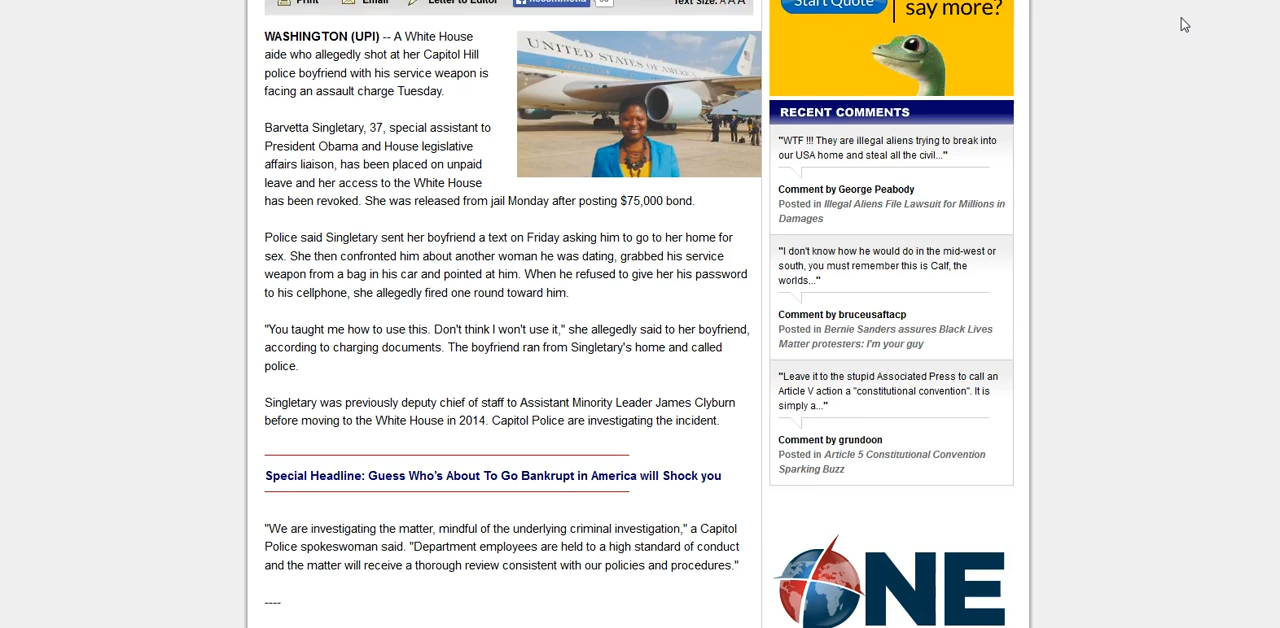 Print Email Letter to Editor Recommend Text Size: A A A
WASHINGTON (UPI) -- A White House
aide who allegedly shot at her Capitol Hill
police boyfriend with his service weapon is
facing an assault charge Tuesday.
Barvetta Singletary, 37, special assistant to
President Obama and House legislative
affairs liaison, has been placed on unpaid
leave and her access to the White House
has been revoked. She was released from jail Monday after posting $75,000 bond.
Police said Singletary sent her boyfriend a text on Friday asking him to go to her home for
sex. She then confronted him about another woman he was dating, grabbed his service
weapon from a bag in his car and pointed at him. When he refused to give her his password
to his cellphone, she allegedly fired one round toward him.
"You taught me how to use this. Don't think I won't use it," she allegedly said to her boyfriend,
according to charging documents. The boyfriend ran from Singletary's home and called
police.
Singletary was previously deputy chief of staff to Assistant Minority Leader James Clyburn
before moving to the White House in 2014. Capitol Police are investigating the incident.
Special Headline: Guess Who's About To Go Bankrupt in America will Shock you
"We are investigating the matter, mindful of the underlying criminal investigation," a Capitol
Police spokeswoman said. "Department employees are held to a high standard of conduct
and the matter will receive a thorough review consistent with our policies and procedures."
----
UNITED STATES OF AMERICA
Start Quote
say more?
RECENT COMMENTS
"WTF !!! They are illegal aliens trying to break into
our USA home and steal all the civil..."
Comment by George Peabody
Posted in Illegal Aliens File Lawsuit for Millions in
Damages
"I don't know how he would do in the mid-west or
south, you must remember this is Calf, the
worlds..."
Comment by bruceusaftacp
Posted in Bernie Sanders assures Black Lives
Matter protesters: I'm your guy
"Leave it to the stupid Associated Press to call an
Article V action a "constitutional convention". It is
simply a..."
Comment by grundoon
Posted in Article 5 Constitutional Convention
Sparking Buzz
ONE